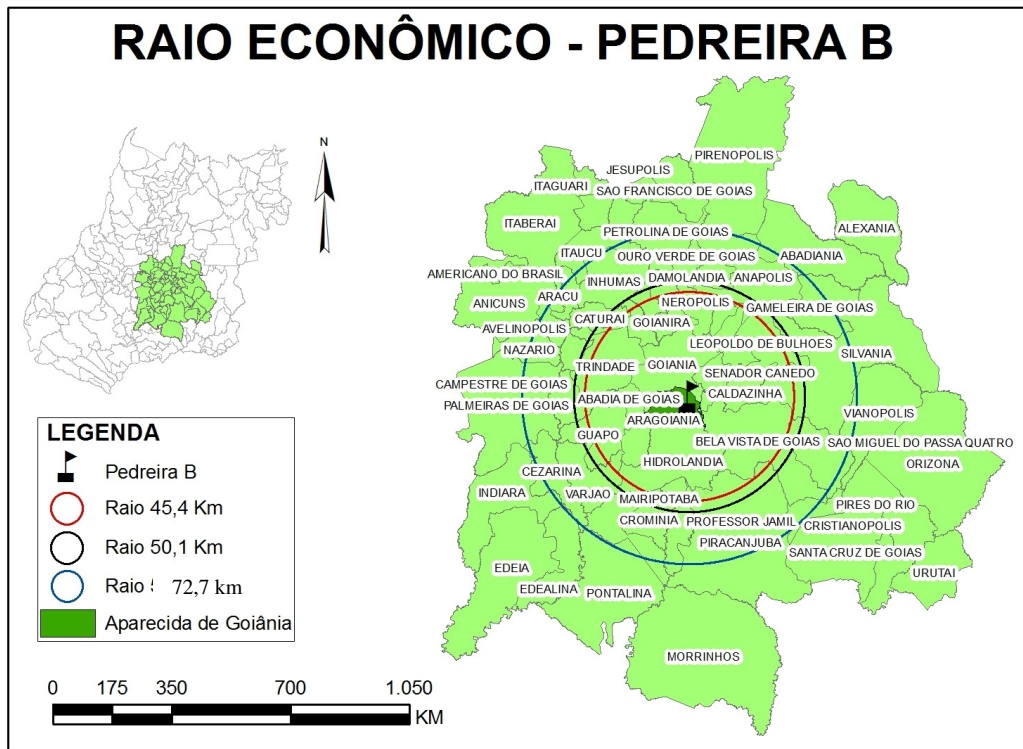 RAIO ECONÔMICO - PEDREIRA B
N
PIRENOPOLIS
JESUPOLIS
ITAGUARI
SAO FRANCISCO DE GOIAS
ITABERAI
ALEXANIA
PETROLINA DE GOIAS
ITAUCU
OURO VERDE DE GOIAS
ABADIANIA
AMERICANO DO BRASIL
INHUMAS
DAMOLANDIA
ANAPOLIS
ANICUNS
ARACU
NEROPOLIS
GAMELEIRA DE GOIAS
CATURAI
GOIANIRA
AVELINOPOLIS
LEOPOLDO DE BULHOES
NAZARIO
SILVANIA
TRINDADE
GOIANIA
SENADOR CANEDO
CAMPESTRE DE GOIAS
CALDAZINHA
ABADIA DE GOIAS
PALMEIRAS DE GOIAS
VIANOPOLIS
ARAGOIANIA
GUAPO
BELA VISTA DE GOIAS
SAO MIGUEL DO PASSA QUATRO
HIDROLANDIA
ORIZONA
CEZARINA
INDIARA
VARJAO
MAIRIPOTABA
PIRES DO RIO
CROMINIA
PROFESSOR JAMIL
CRISTIANOPOLIS
PIRACANJUBA
SANTA CRUZ DE GOIAS
EDEIA
URUTAI
EDEALINA
PONTALINA
MORRINHOS
LEGENDA
Pedreira B
Raio 45,4 Km
Raio 50,1 Km
Raio 72,7 km
Aparecida de Goiânia
0 175 350 700 1.050
KM